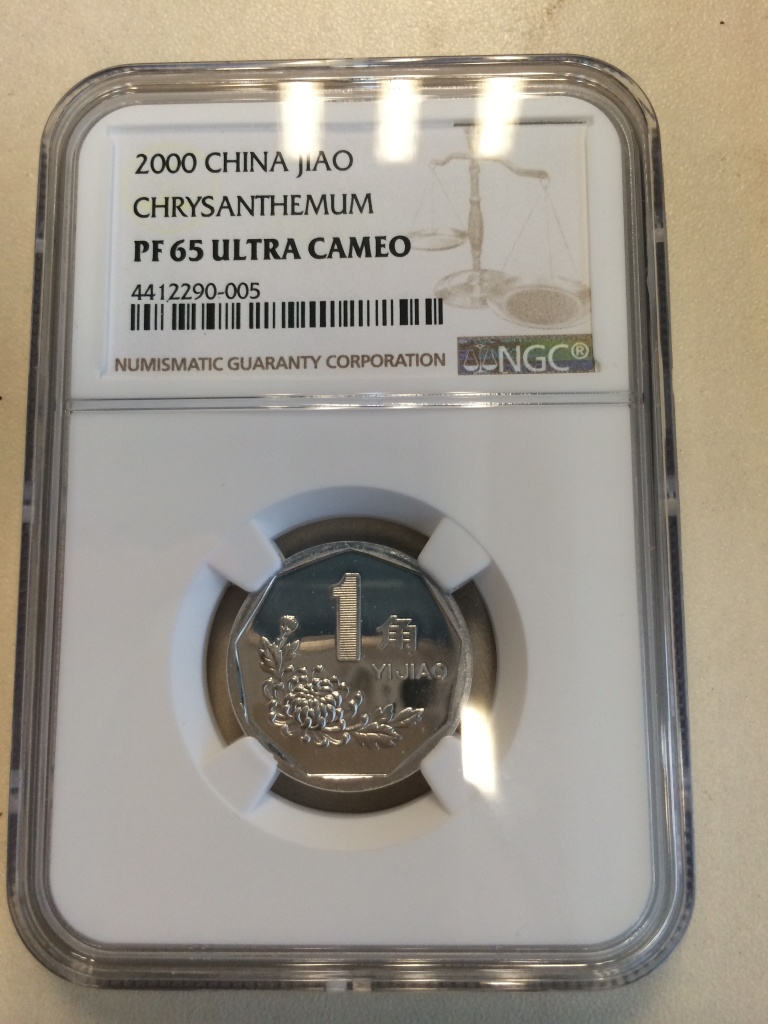 2000 CHINA JIAO
CHRYSANTHEMUM
PF 65 ULTRA CAMEO
4412290-005
NUMISMATIC GUARANTY CORPORATION
NGC®
1
角
YI JIAO